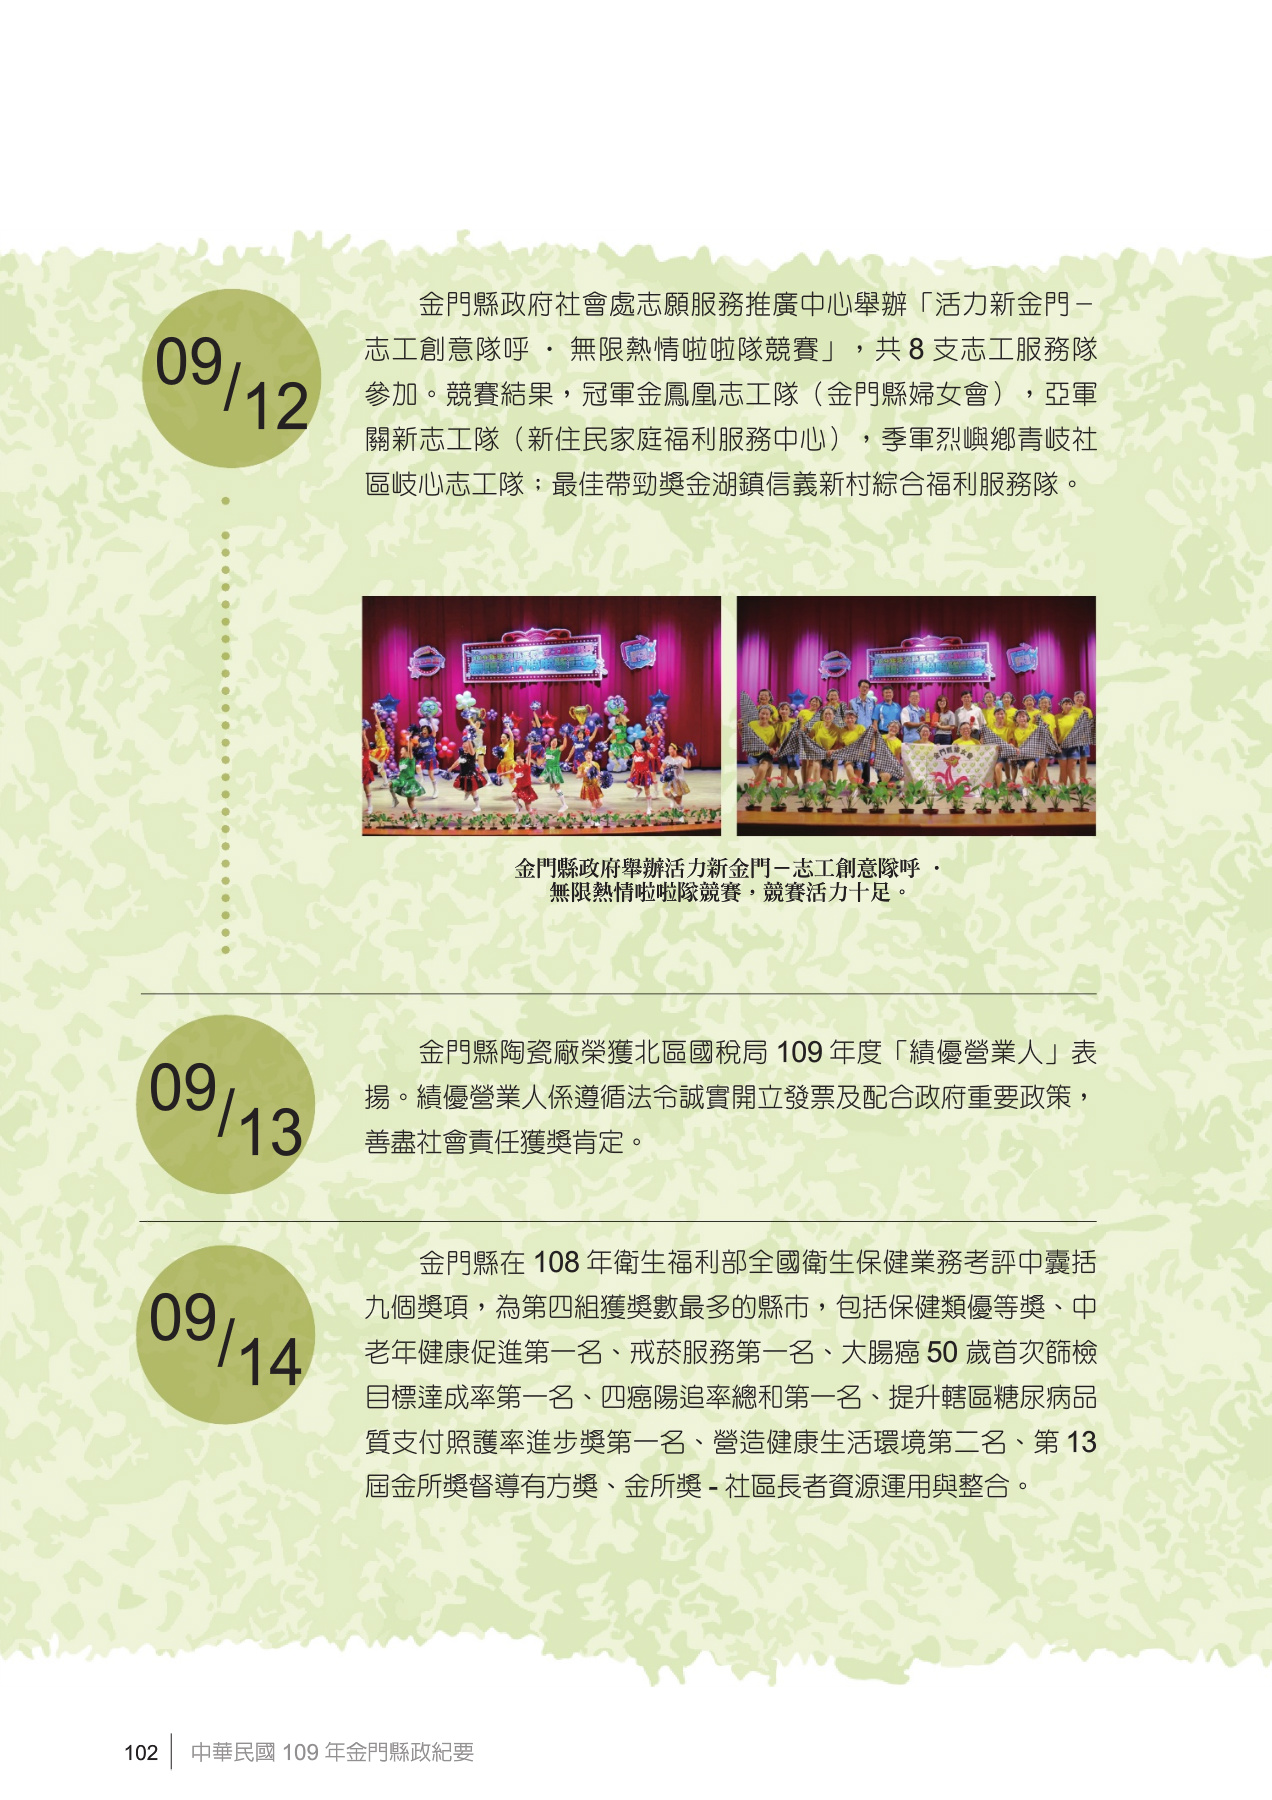 09/12
金門縣政府社會處志願服務推廣中心舉辦「活力新金門－
志工創意隊呼 ・ 無限熱情啦啦隊競賽」，共 8 支志工服務隊
參加。競賽結果，冠軍金鳳凰志工隊（金門縣婦女會），亞軍
關新志工隊（新住民家庭福利服務中心），季軍烈嶼鄉青岐社
區岐心志工隊；最佳帶勁獎金湖鎮信義新村綜合福利服務隊。
金門縣政府舉辦活力新金門－志工創意隊呼 ・
無限熱情啦啦隊競賽，競賽活力十足。
09/13
金門縣陶瓷廠榮獲北區國稅局 109 年度「績優營業人」表
揚。績優營業人係遵循法令誠實開立發票及配合政府重要政策，
善盡社會責任獲獎肯定。
09/14
金門縣在 108 年衛生福利部全國衛生保健業務考評中囊括
九個獎項，為第四組獲獎數最多的縣市，包括保健類優等獎、中
老年健康促進第一名、戒菸服務第一名、大腸癌 50 歲首次篩檢
目標達成率第一名、四癌陽追率總和第一名、提升轄區糖尿病品
質支付照護率進步獎第一名、營造健康生活環境第二名、第 13
屆金所獎督導有方獎、金所獎 - 社區長者資源運用與整合。
102 中華民國 109 年金門縣政紀要